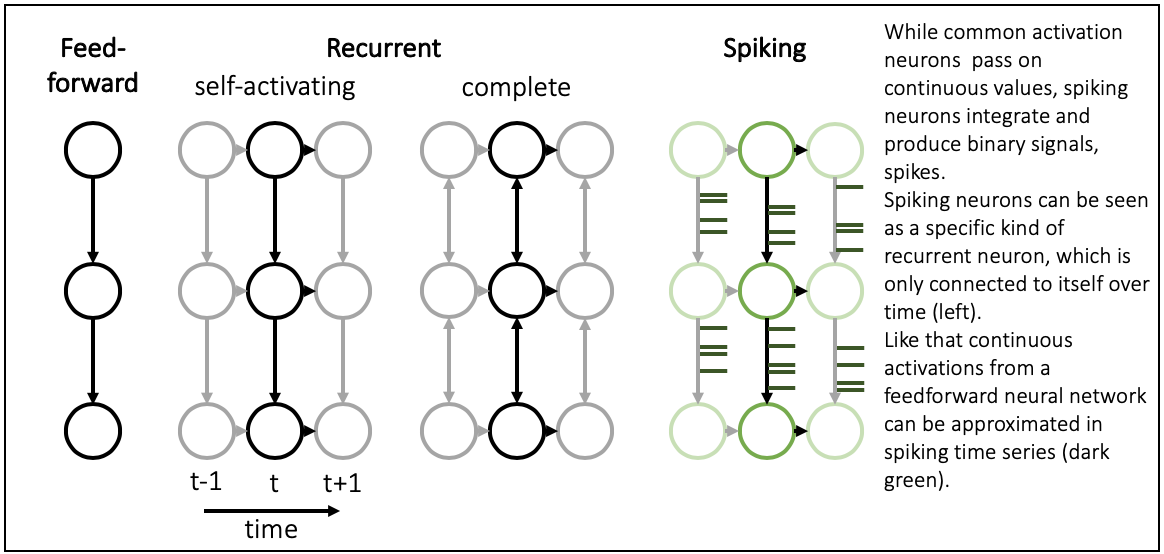 Feed-
forward
Recurrent
self-activating
complete
Spiking
t-1
t
t+1
time
While common activation
neurons pass on
continuous values, spiking
neurons integrate and
produce binary signals,
spikes.
Spiking neurons can be seen
as a specific kind of
recurrent neuron, which is
only connected to itself over
time (left).
Like that continuous
activations from a
feedforward neural network
can be approximated in
spiking time series (dark
green).